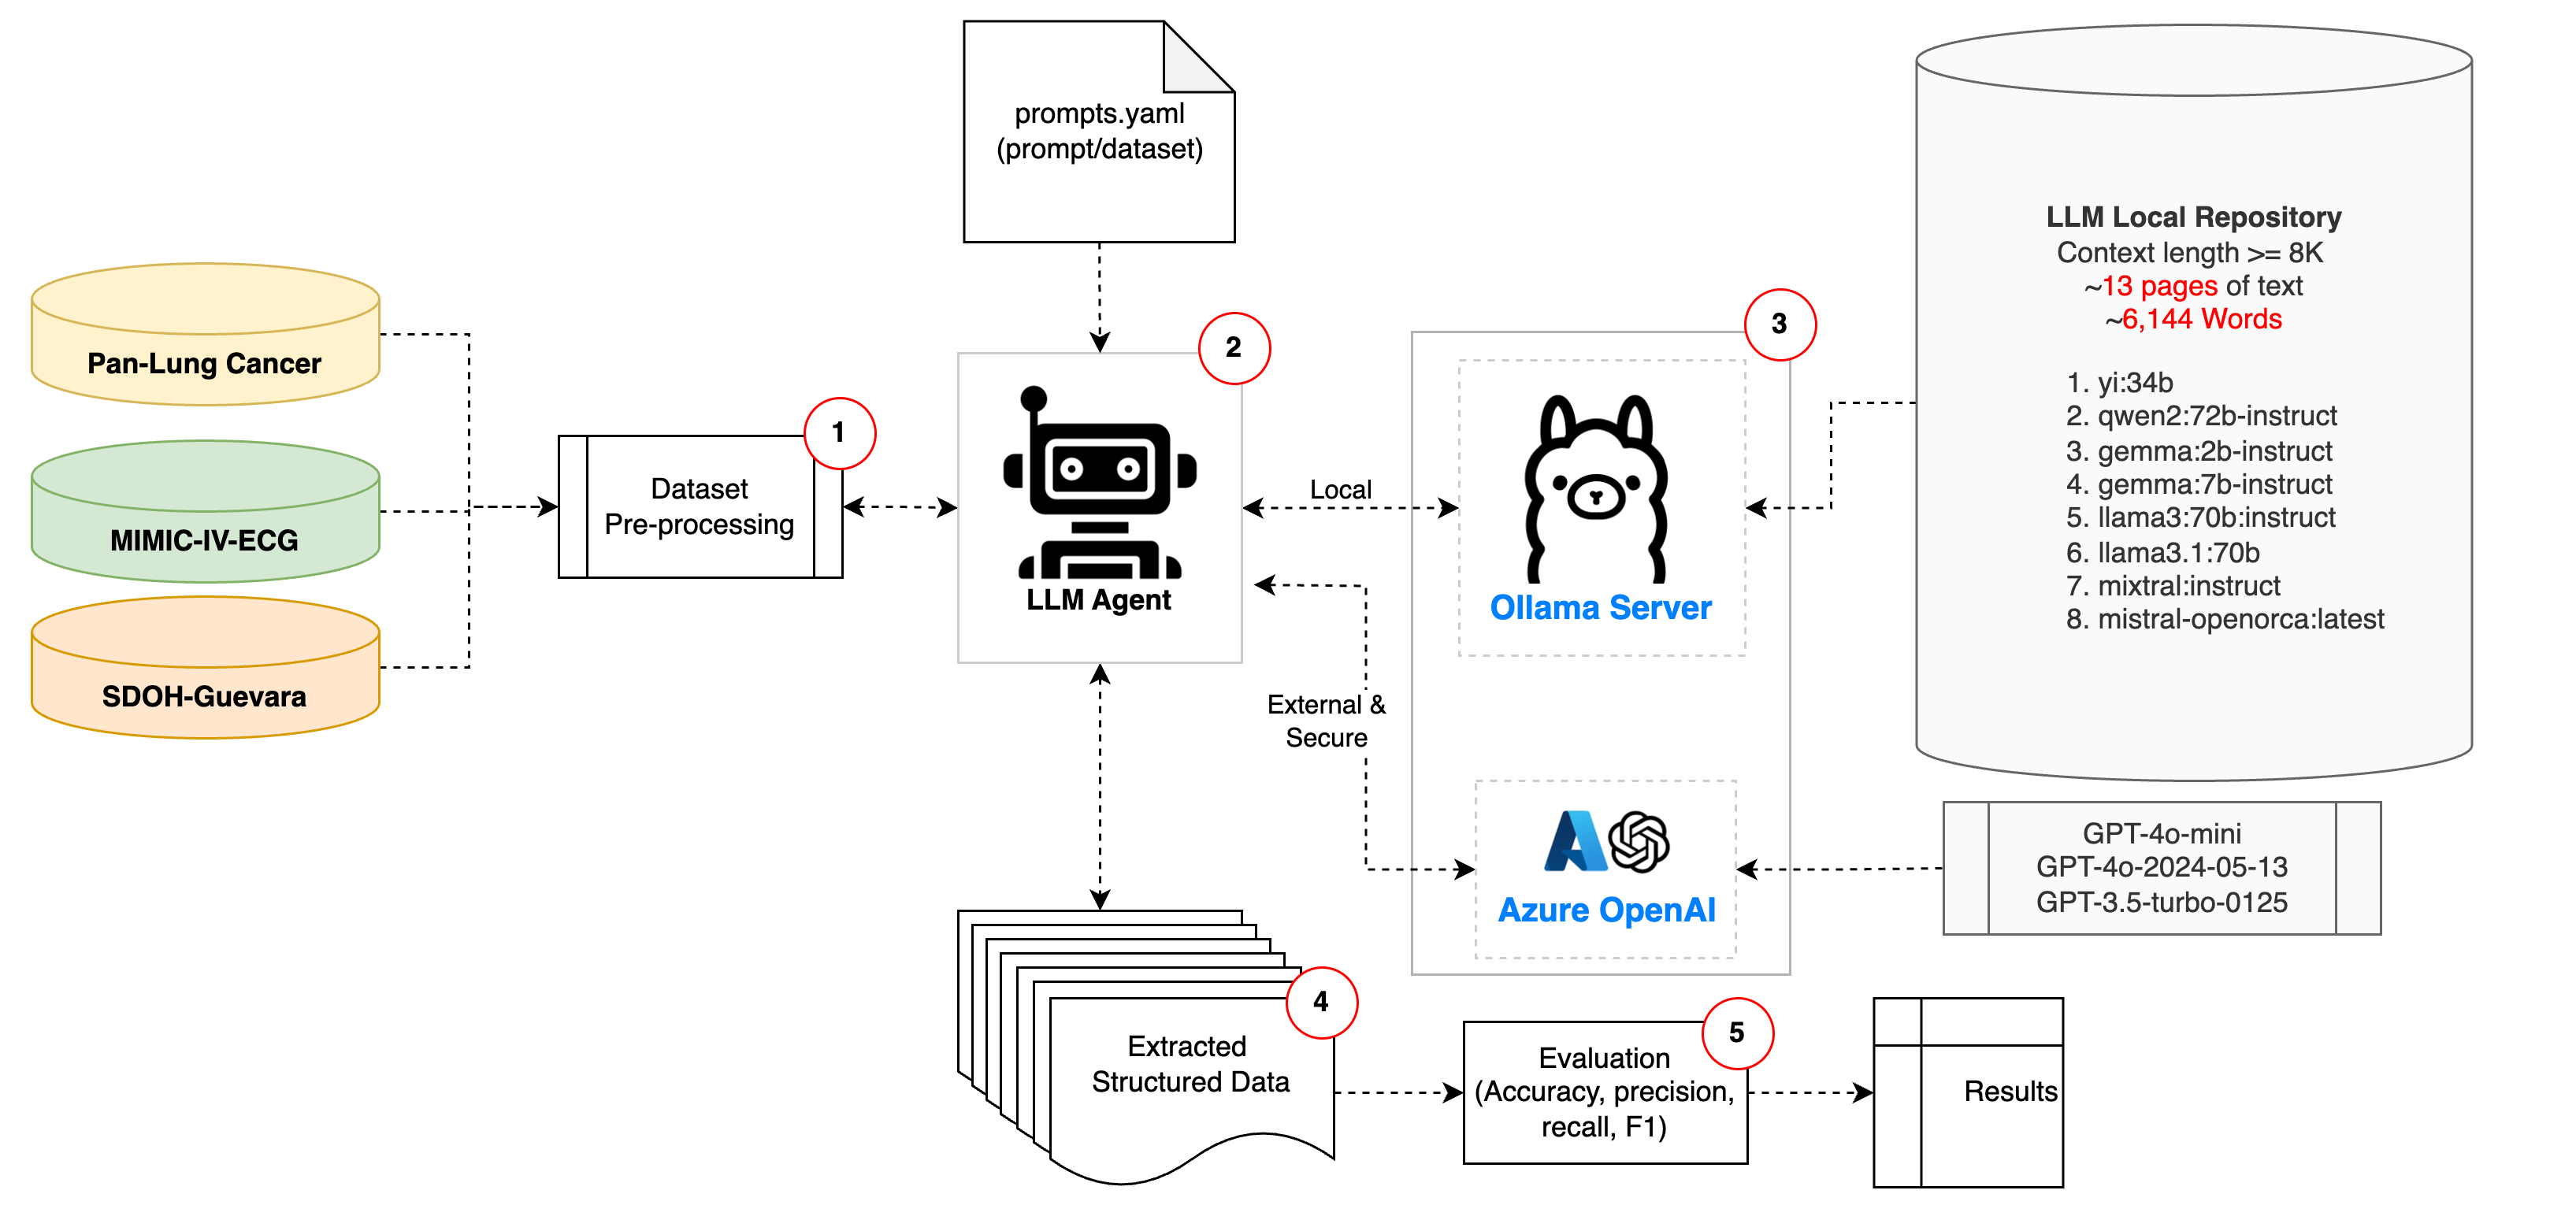 prompts.yaml
(prompt/dataset)
Pan-Lung Cancer
MIMIC-IV-ECG
SDOH-Guevara
1
Dataset
Pre-processing
2
LLM Agent
Local
External &
Secure
3
Ollama Server
Azure OpenAI
LLM Local Repository
Context length >= 8K
~13 pages of text
~6,144 Words
1. yi:34b
2. qwen2:72b-instruct
3. gemma:2b-instruct
4. gemma:7b-instruct
5. llama3:70b:instruct
6. llama3.1:70b
7. mixtral:instruct
8. mistral-openorca:latest
GPT-4o-mini
GPT-4o-2024-05-13
GPT-3.5-turbo-0125
4
Extracted
Structured Data
5
Evaluation
(Accuracy, precision,
recall, F1)
Results